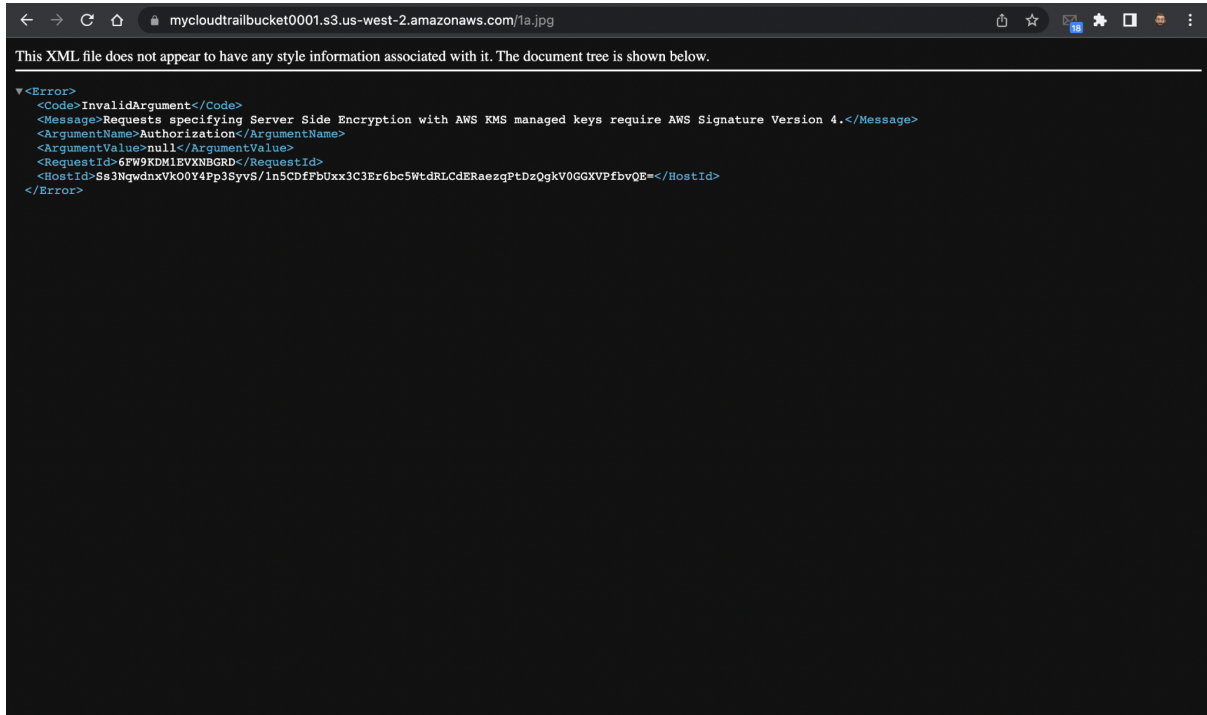 mycloudtrailbucket0001.s3.us-west-2.amazonaws.com/1a.jpg
18
This XML file does not appear to have any style information associated with it. The document tree is shown below.
▼<Error>
<Code>InvalidArgument</Code>
<Message>Requests specifying Server Side Encryption with AWS KMS managed keys require AWS Signature Version 4.</Message>
<ArgumentName>Authorization</ArgumentName>
<ArgumentValue>null</ArgumentValue>
<RequestId>6FW9KDM1EVXNBGRD</RequestId>
<HostId>Ss3NqwdnxVkO0Y4Pp3SyvS/1n5CDfFbUxx3C3Er6bc5WtdRLCdERaezqPtDzQgkV0GGXVPfbvQE=</HostId>
</Error>